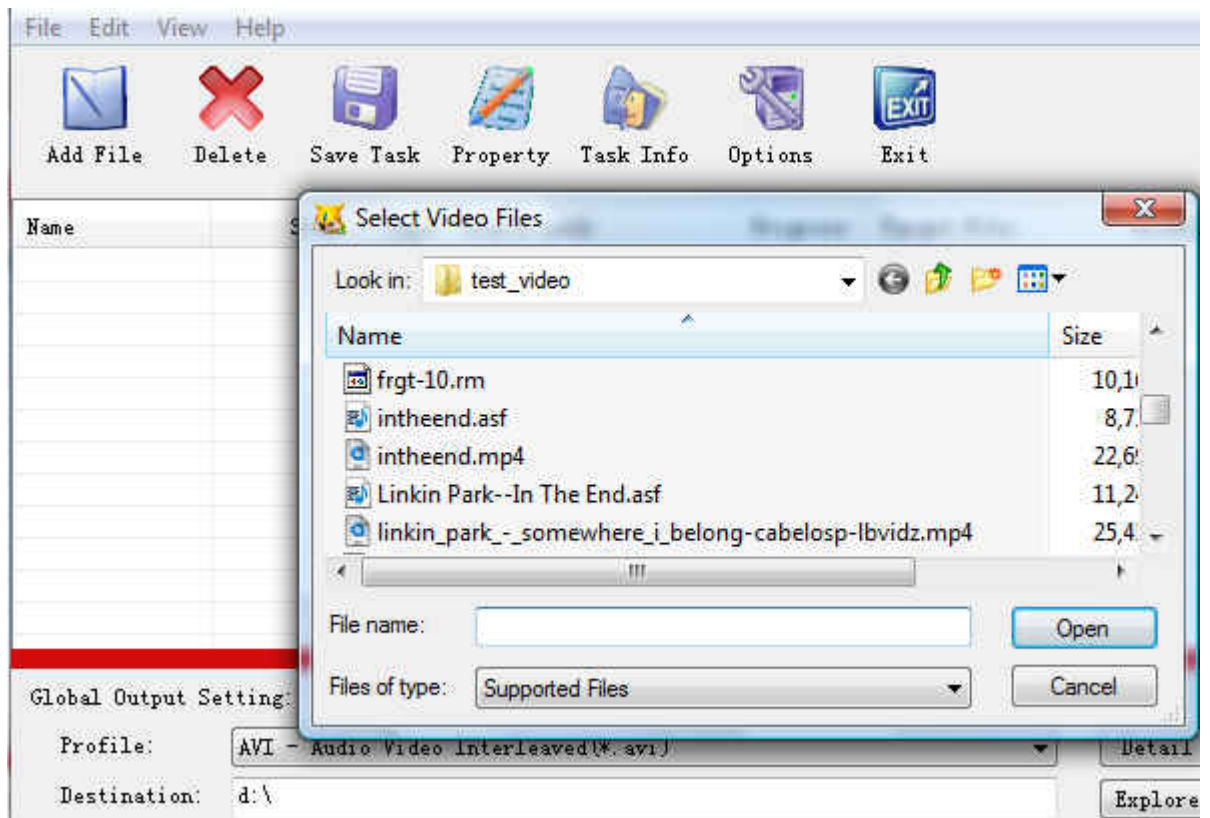 File Edit View Help
EXIT
Add File Delete Save Task Property Task Info Options Exit
Name
Select Video Files
Look in: test_video
Name Size
frgt-10.rm
intheend.asf
intheend.mp4
Linkin Park--In The End.asf
linkin_park_-_somewhere_i_belong-cabelosp-lbvidz.mp4
File name: Open
Files of type: Supported Files Cancel
Global Output Setting:
Profile: AVI - Audio Video Interleaved(*.avi) Detail
Destination: d:\ Explore